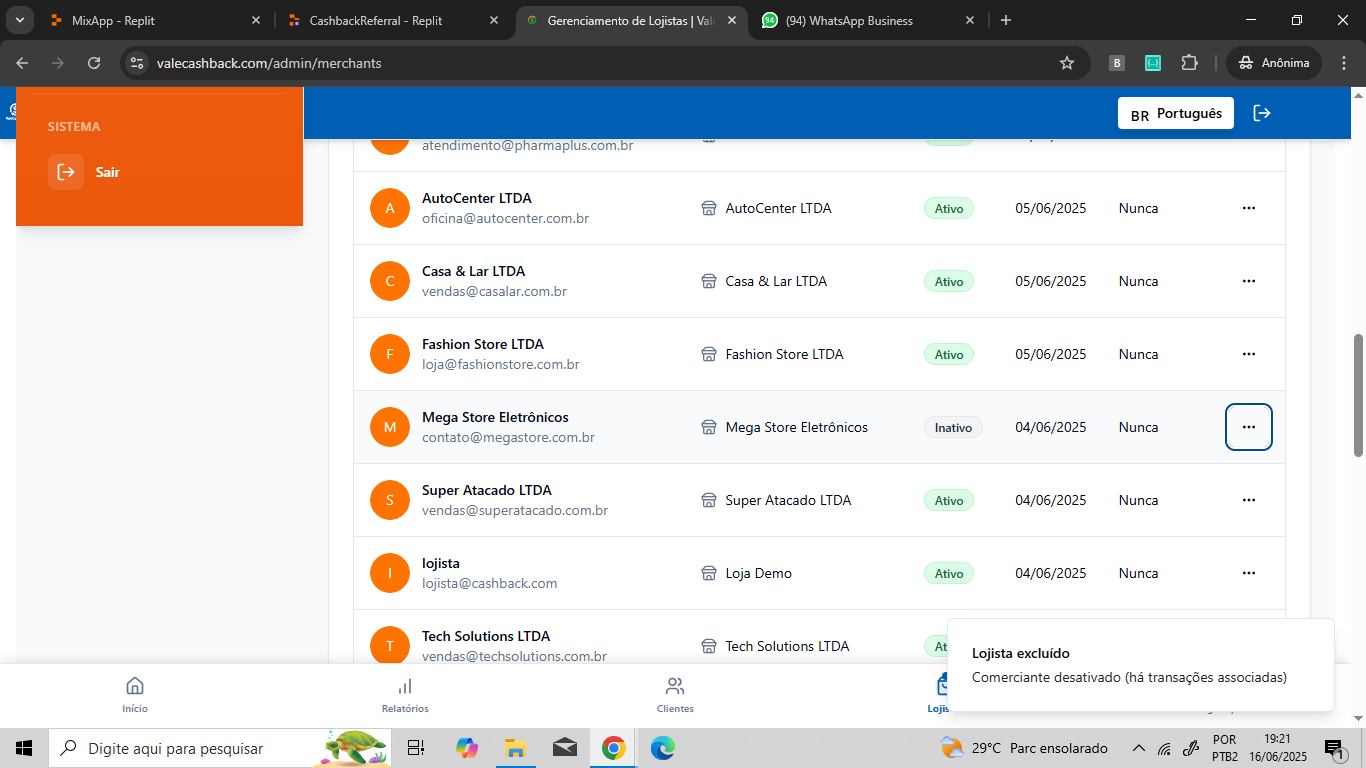 MixApp - Replit
CashbackReferral - Replit
Gerenciamento de Lojistas | Val
(94) WhatsApp Business
valecashback.com/admin/merchants
B
Anônima
BR Português
SISTEMA
Sair
atendimento@pharmaplus.com.br
A
AutoCenter LTDA
oficina@autocenter.com.br
AutoCenter LTDA
Ativo
05/06/2025
Nunca
C
Casa & Lar LTDA
vendas@casalar.com.br
Casa & Lar LTDA
Ativo
05/06/2025
Nunca
F
Fashion Store LTDA
loja@fashionstore.com.br
Fashion Store LTDA
Ativo
05/06/2025
Nunca
M
Mega Store Eletrônicos
contato@megastore.com.br
Mega Store Eletrônicos
Inativo
04/06/2025
Nunca
S
Super Atacado LTDA
vendas@superatacado.com.br
Super Atacado LTDA
Ativo
04/06/2025
Nunca
l
lojista
lojista@cashback.com
Loja Demo
Ativo
04/06/2025
Nunca
T
Tech Solutions LTDA
vendas@techsolutions.com.br
Tech Solutions LTDA
At
Lojista excluído
Comerciante desativado (há transações associadas)
Início
Relatórios
Clientes
Lojis
Digite aqui para pesquisar
29°C Parc ensolarado
POR
PTB2
19:21
16/06/2025
1